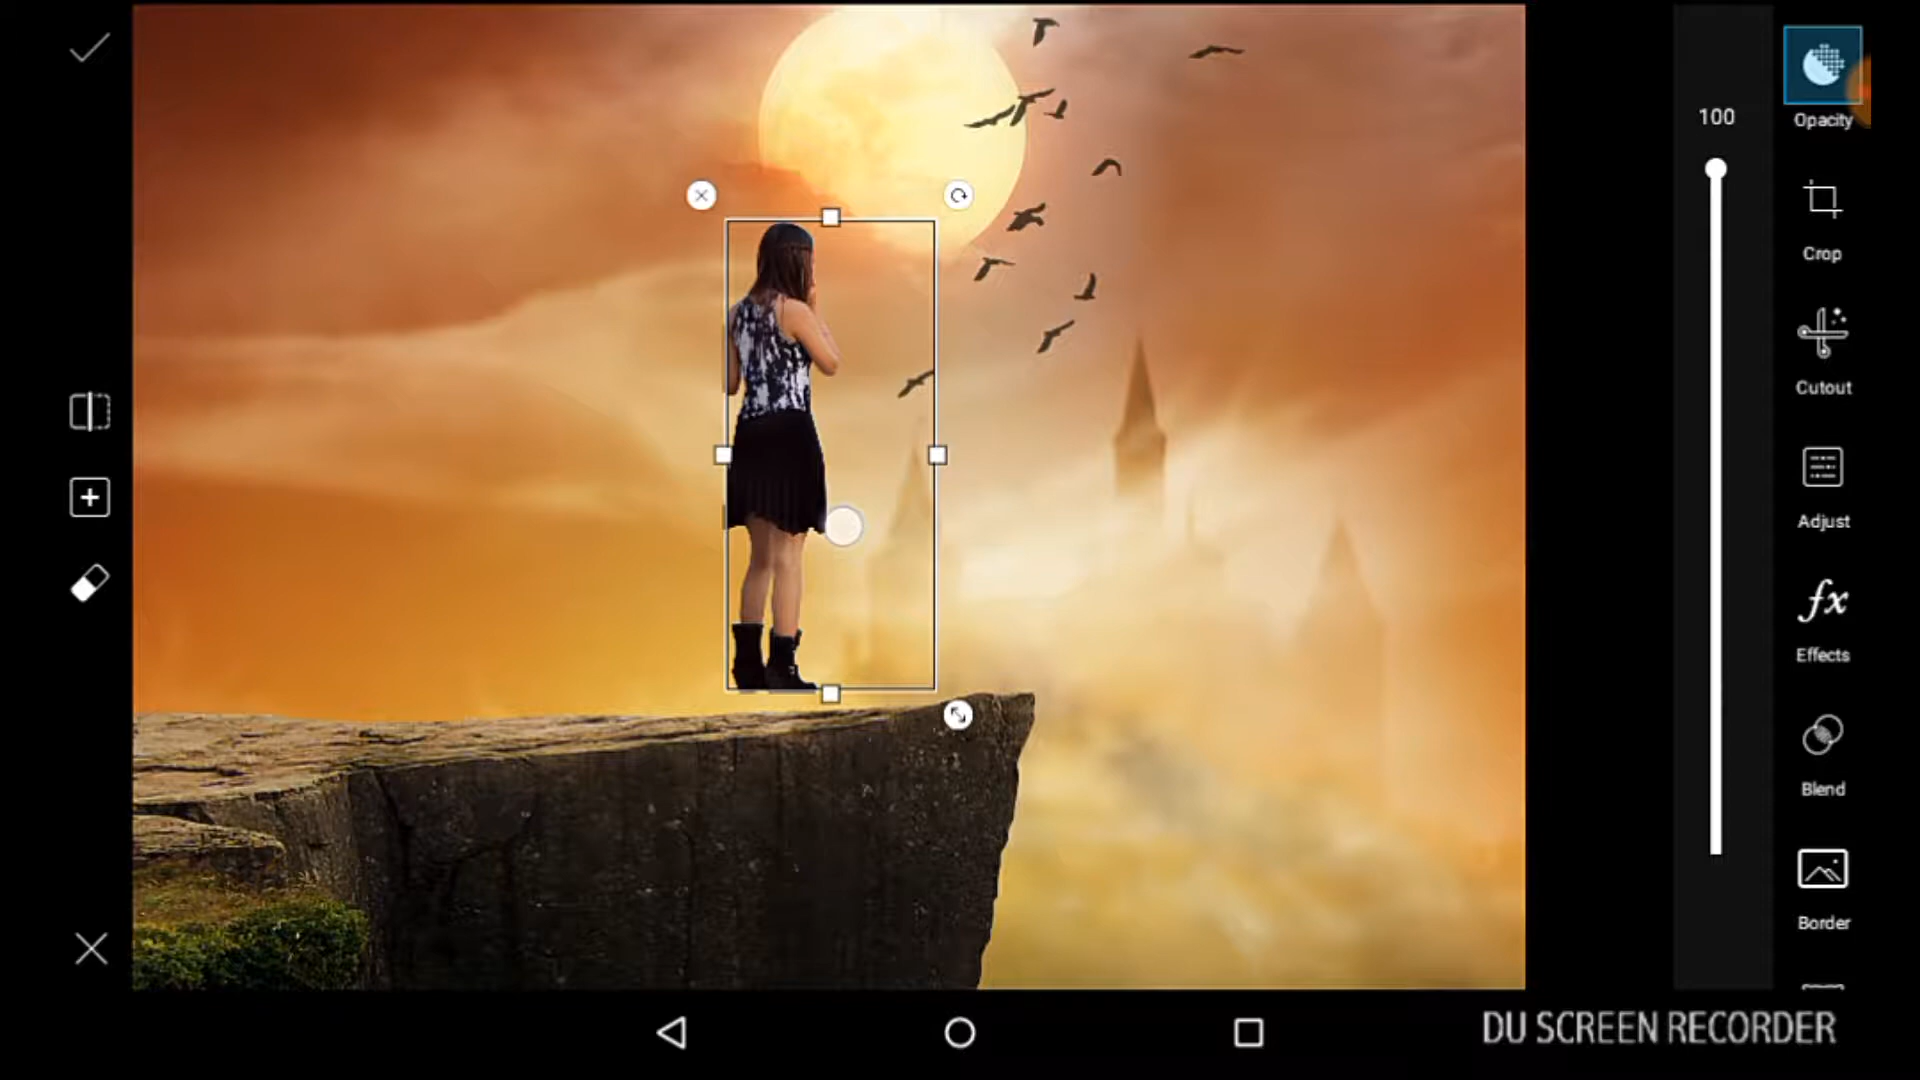 100
Opacity
Crop
Cutout
Adjust
fx
Effects
Blend
Border
DU SCREEN RECORDER